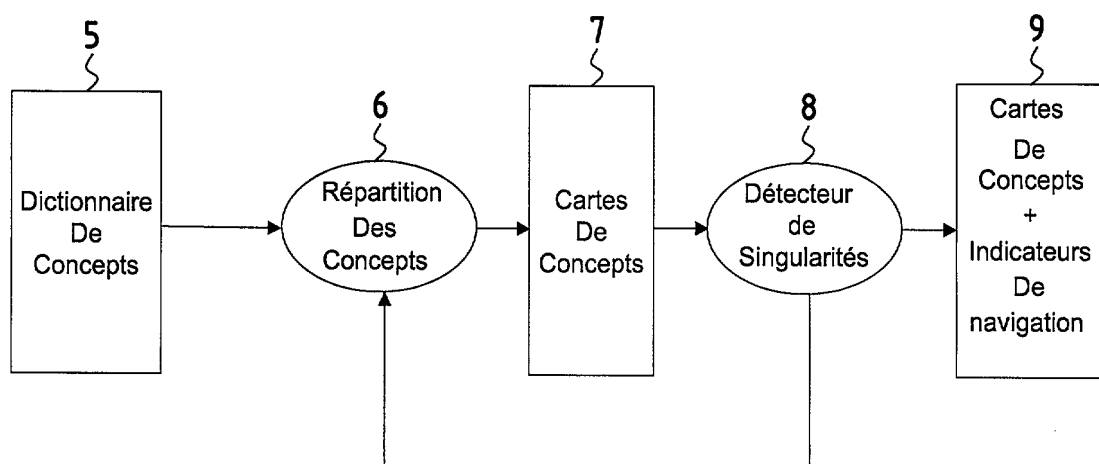 5
Dictionnaire
De
Concepts
6
Répartition
Des
Concepts
7
Cartes
De
Concepts
8
Détecteur
de
Singularités
9
Cartes
De
Concepts
+
Indicateurs
De
navigation